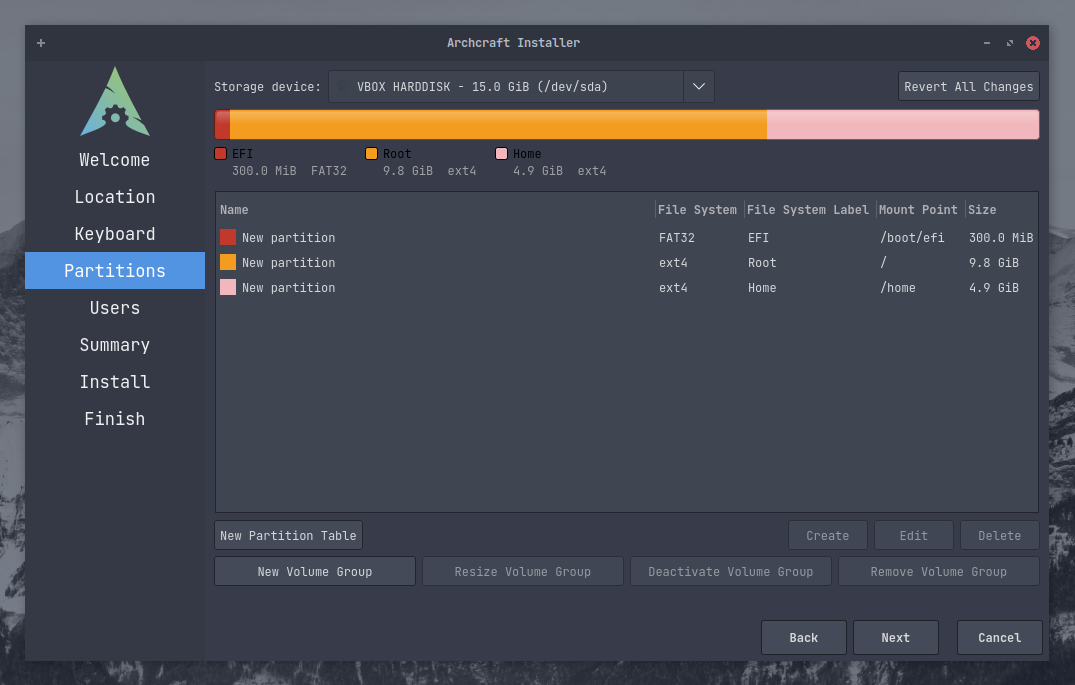 + Archcraft Installer
Storage device: VBOX HARDDISK - 15.0 GiB (/dev/sda) Revert All Changes
Welcome
Location
Keyboard
Partitions
Users
Summary
Install
Finish
EFI Root Home
300.0 MiB FAT32 9.8 GiB ext4 4.9 GiB ext4
Name File System File System Label Mount Point Size
New partition FAT32 EFI /boot/efi 300.0 MiB
New partition ext4 Root / 9.8 GiB
New partition ext4 Home /home 4.9 GiB
New Partition Table Create Edit Delete
New Volume Group Resize Volume Group Deactivate Volume Group Remove Volume Group
Back Next Cancel